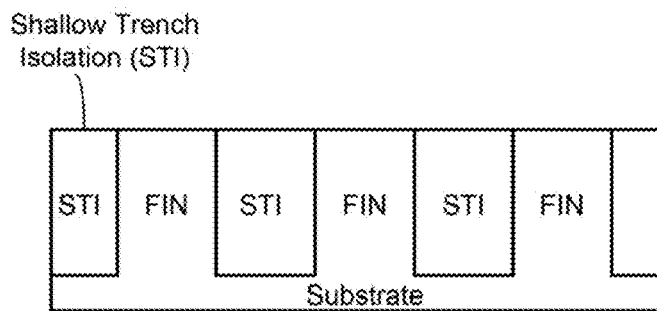 Shallow Trench
Isolation (STI)
STI FIN STI FIN STI FIN
Substrate